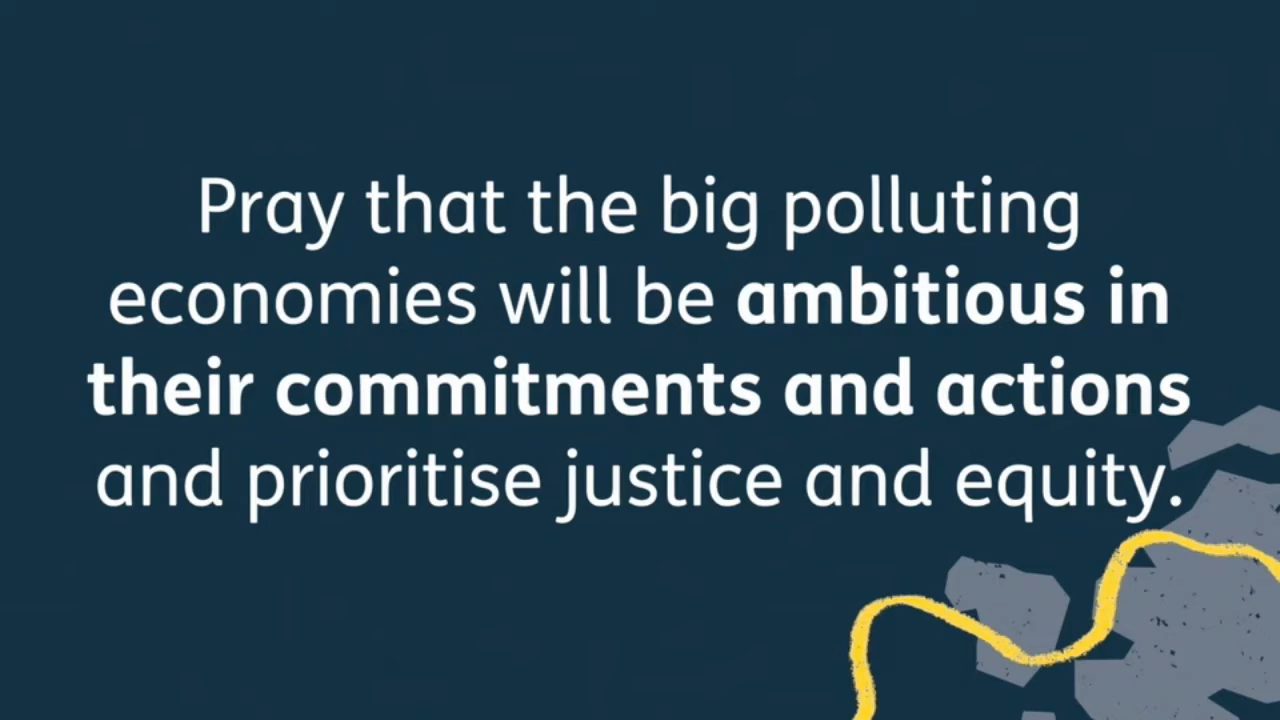 Pray that the big polluting
economies will be ambitious in
their commitments and actions
and prioritise justice and equity.